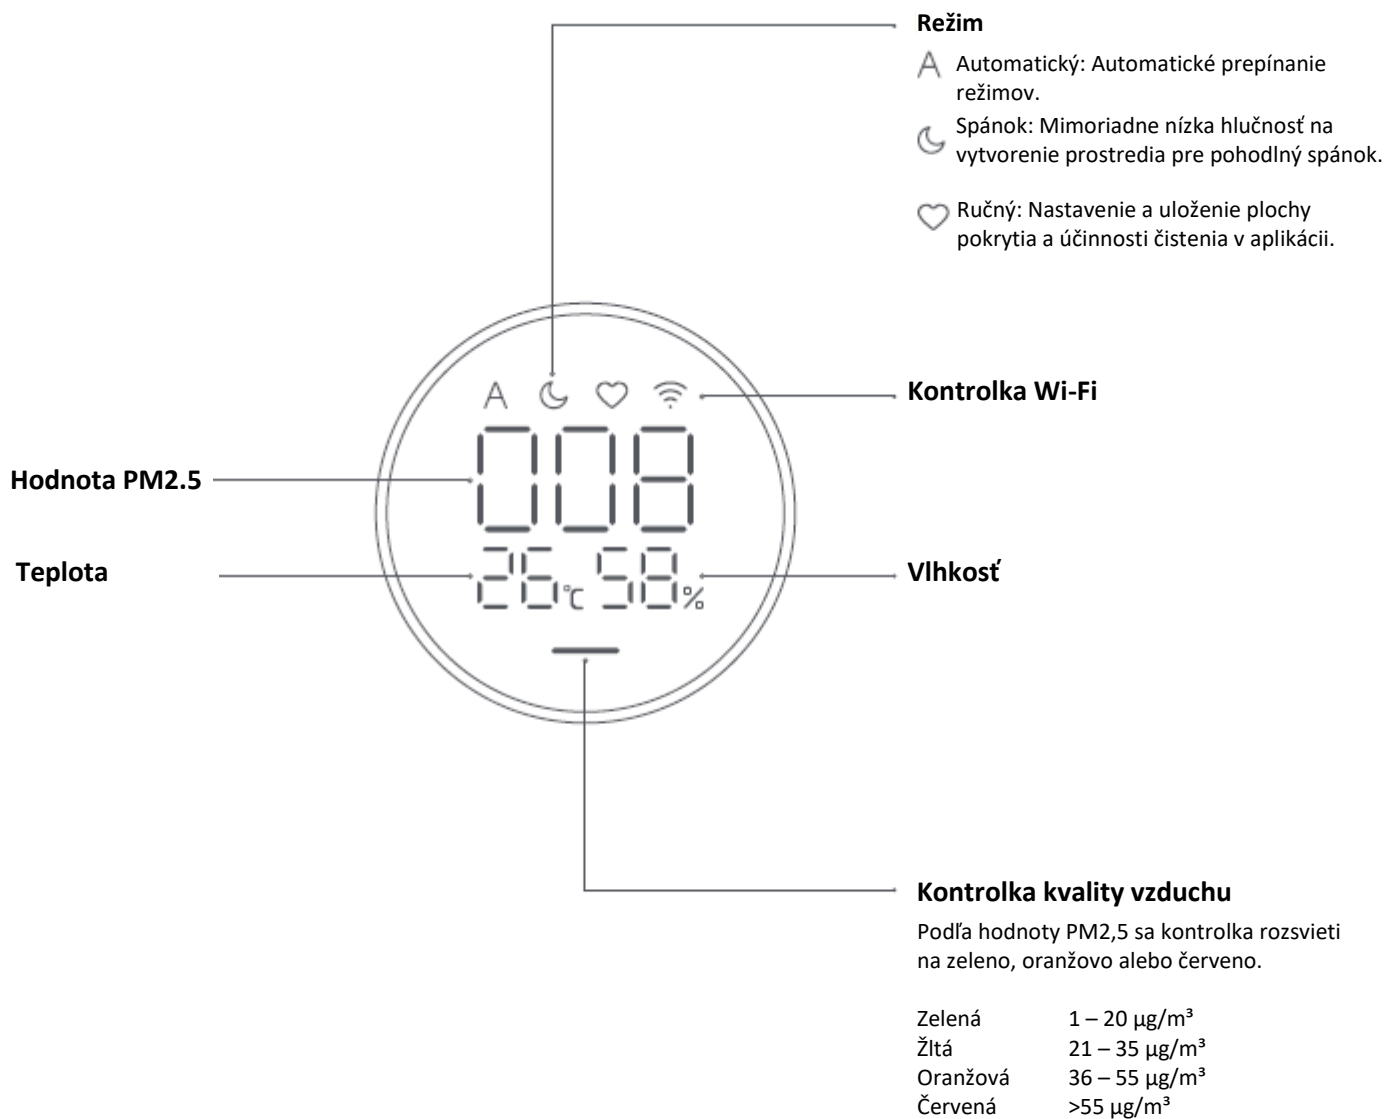 Režim
A Automatický: Automatické prepínanie
režimov.
Spánok: Mimoriadne nízka hlučnosť na
vytvorenie prostredia pre pohodlný spánok.
Ručný: Nastavenie a uloženie plochy
pokrytia a účinnosti čistenia v aplikácii.
A
Kontrolka Wi-Fi
Hodnota PM2.5
008
Teplota
26℃ 58%
Vlhkosť
Kontrolka kvality vzduchu
Podľa hodnoty PM2,5 sa kontrolka rozsvieti
na zeleno, oranžovo alebo červeno.
Zelená 1 – 20 µg/m³
Žltá 21 – 35 µg/m³
Oranžová 36 – 55 µg/m³
Červená >55 µg/m³